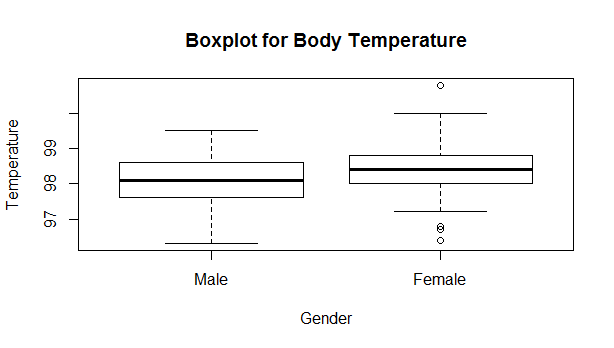 Boxplot for Body Temperature
Temperature
99
98
97
Male Female
Gender